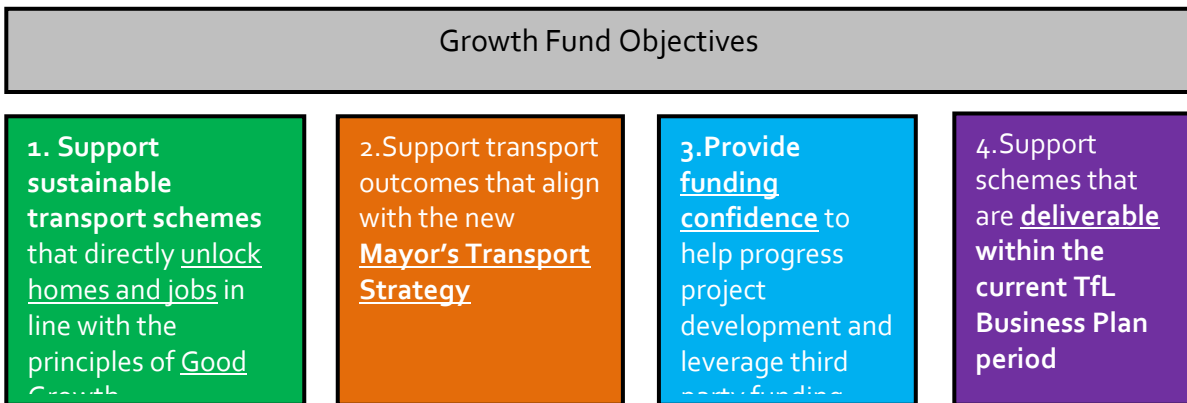 Growth Fund Objectives
1. Support
sustainable
transport schemes
that directly unlock
homes and jobs in
line with the
principles of Good
Growth
2.Support transport
outcomes that align
with the new
Mayor's Transport
Strategy
3.Provide
funding
confidence to
help progress
project
development and
leverage third
party funding
4.Support
schemes that
are deliverable
within the
current TfL
Business Plan
period